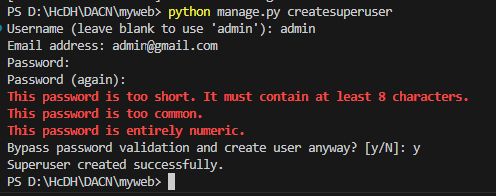 PS D:\HcDH\DACN\myweb> python manage.py createsuperuser
Username (leave blank to use 'admin'): admin
Email address: admin@gmail.com
Password:
Password (again):
This password is too short. It must contain at least 8 characters.
This password is too common.
This password is entirely numeric.
Bypass password validation and create user anyway? [y/N]: y
Superuser created successfully.
PS D:\HcDH\DACN\myweb>